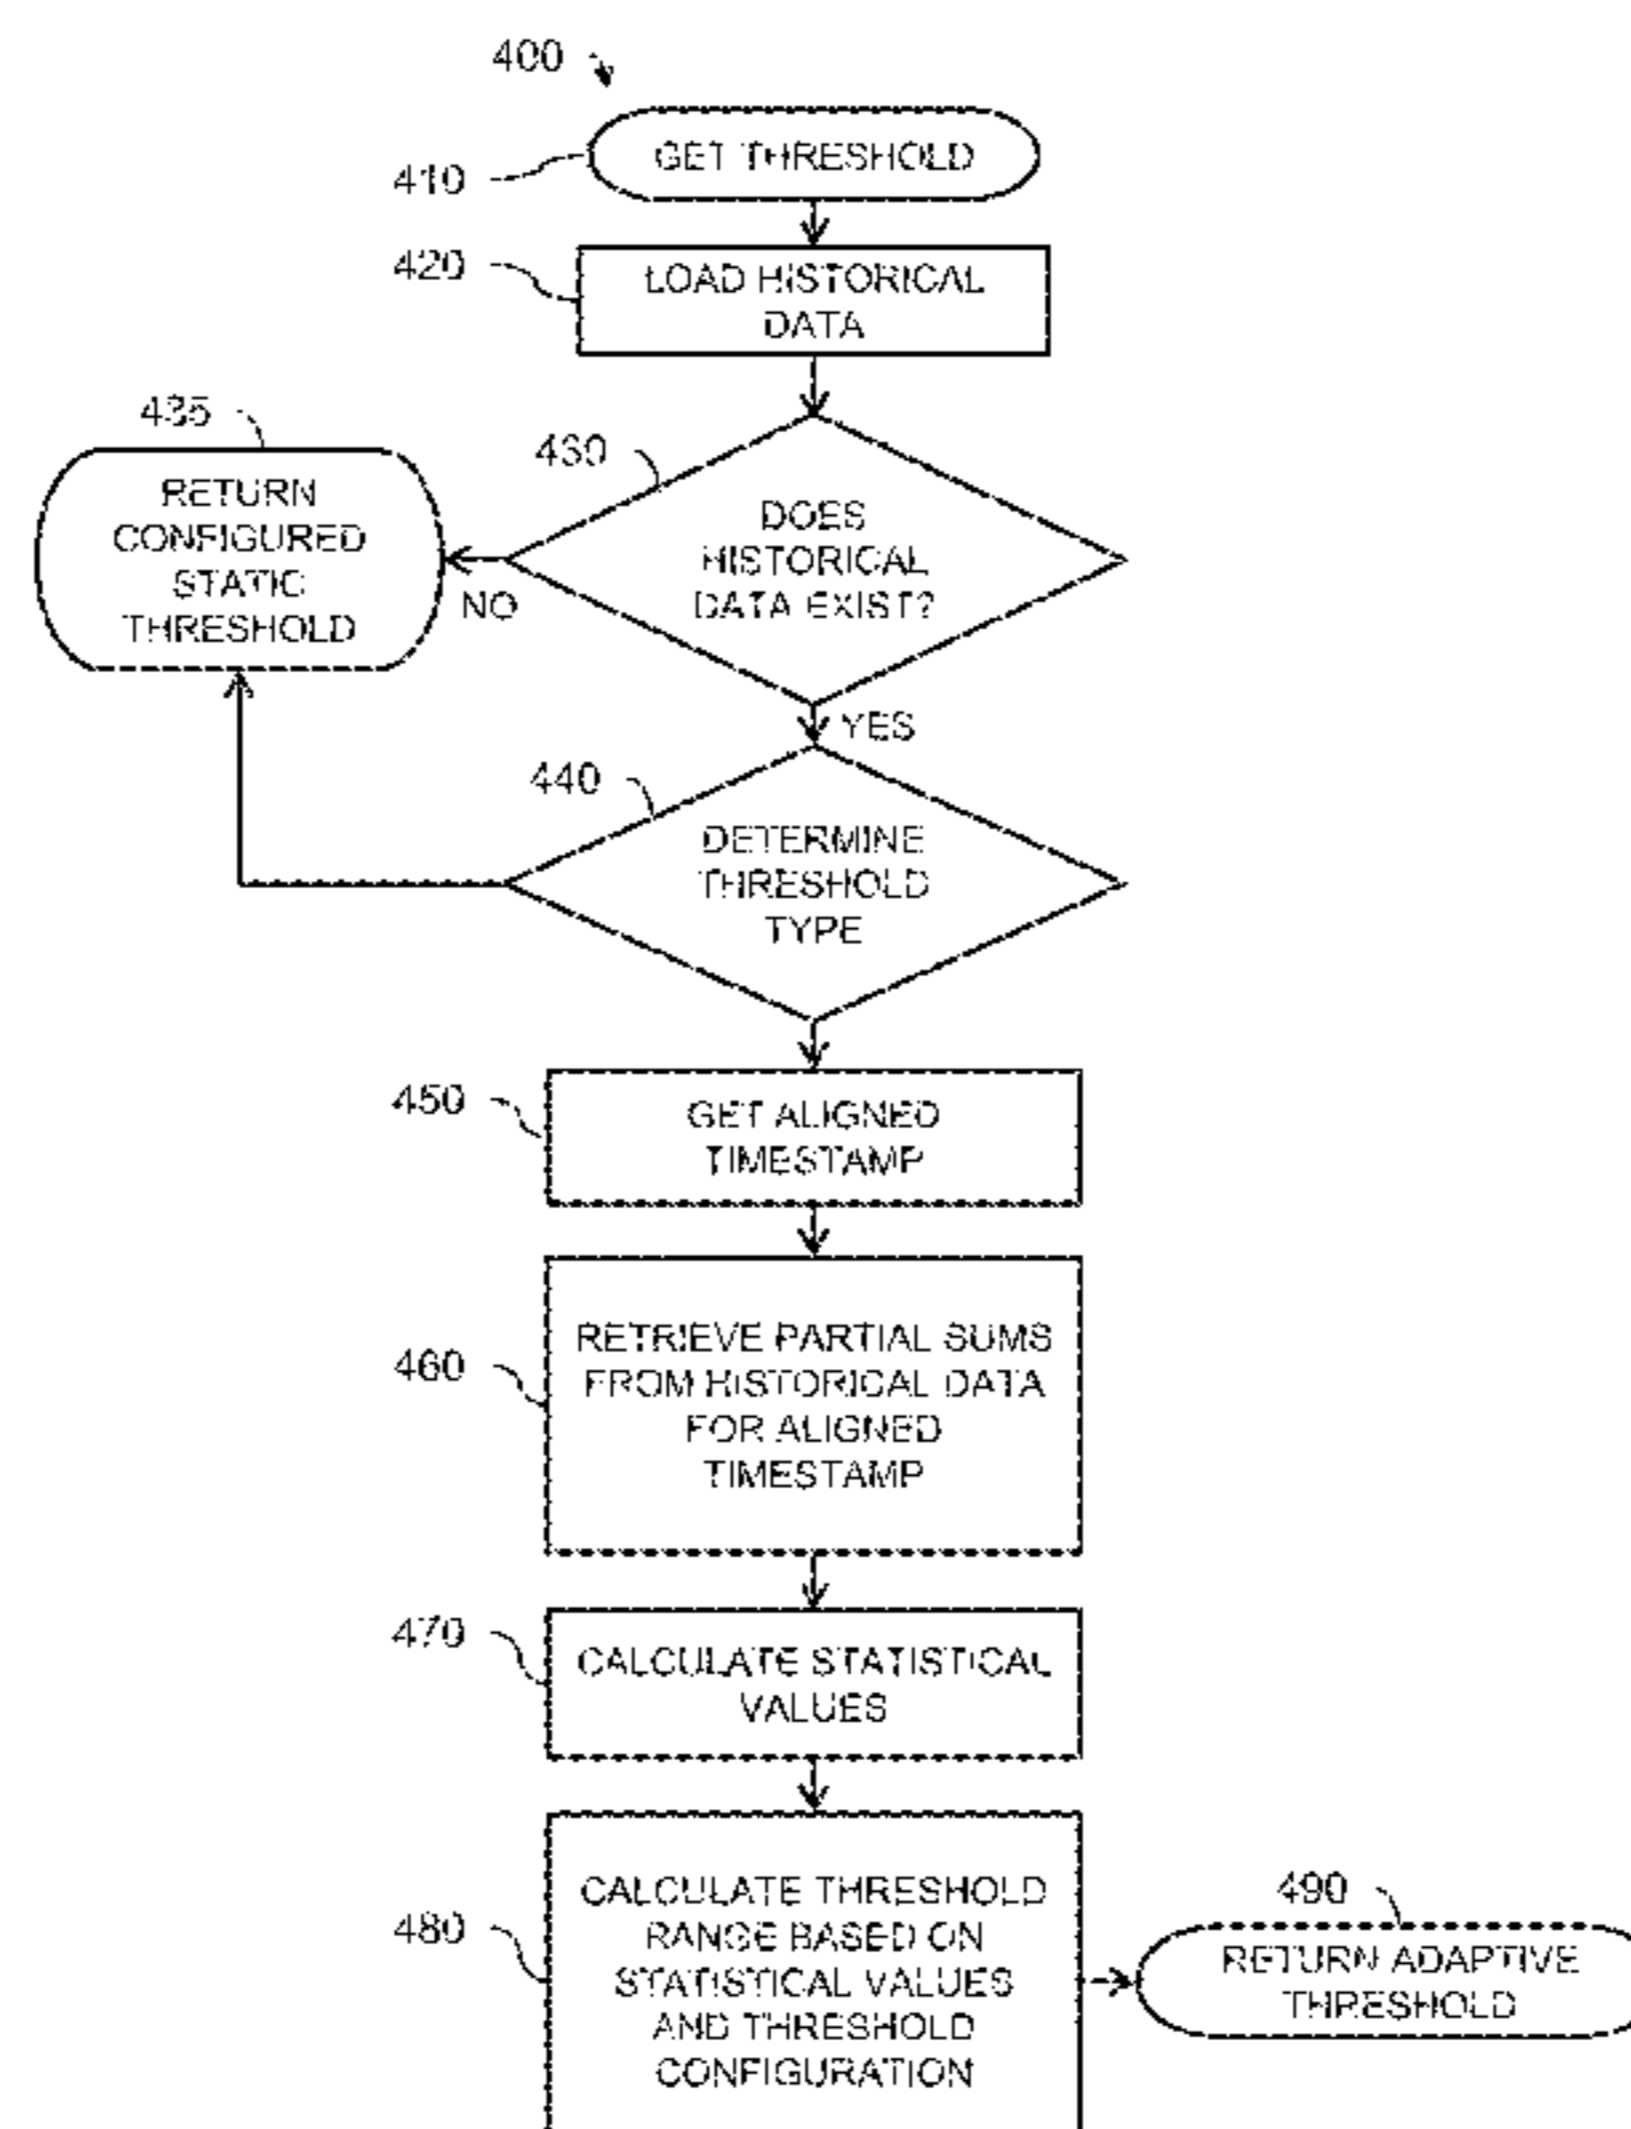 400
GET THRESHOLD
410
420
LOAD HISTORICAL
DATA
435
RETURN
CONFIGURED
STATIC
THRESHOLD
430
DOES
HISTORICAL
DATA EXIST?
NO
YES
440
DETERMINE
THRESHOLD
TYPE
450
GET ALIGNED
TIMESTAMP
460
RETRIEVE PARTIAL SUMS
FROM HISTORICAL DATA
FOR ALIGNED
TIMESTAMP
470
CALCULATE STATISTICAL
VALUES
480
CALCULATE THRESHOLD
RANGE BASED ON
STATISTICAL VALUES
AND THRESHOLD
CONFIGURATION
490
RETURN ADAPTIVE
THRESHOLD